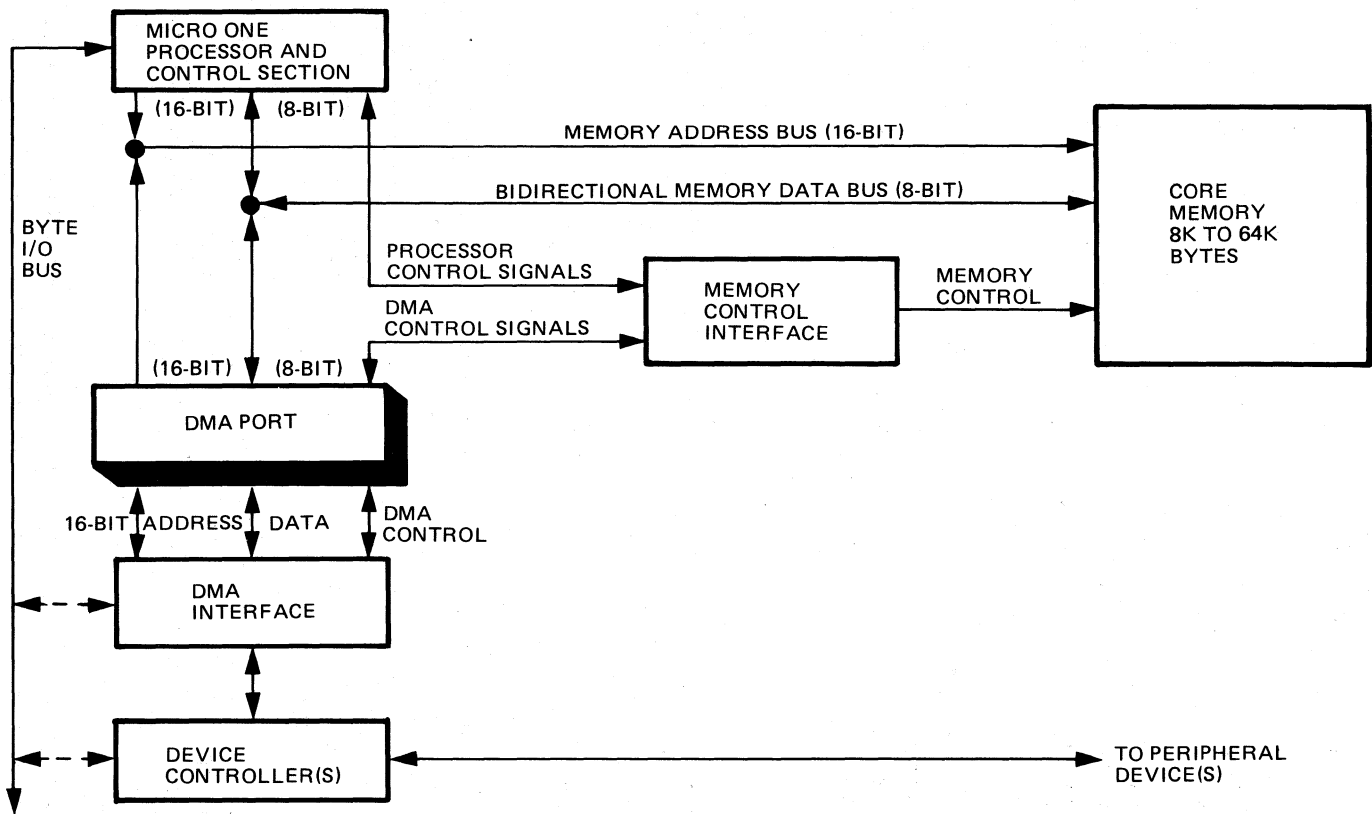 MICRO ONE
PROCESSOR AND
CONTROL SECTION
(16-BIT) (8-BIT)
MEMORY ADDRESS BUS (16-BIT)
BIDIRECTIONAL MEMORY DATA BUS (8-BIT)
CORE
MEMORY
8K TO 64K
BYTES
BYTE
I/O
BUS
PROCESSOR
CONTROL SIGNALS
MEMORY
CONTROL
INTERFACE
MEMORY
CONTROL
DMA
CONTROL SIGNALS
(16-BIT) (8-BIT)
DMA PORT
16-BIT ADDRESS DATA
DMA
CONTROL
DMA
INTERFACE
DEVICE
CONTROLLER(S)
TO PERIPHERAL
DEVICE(S)